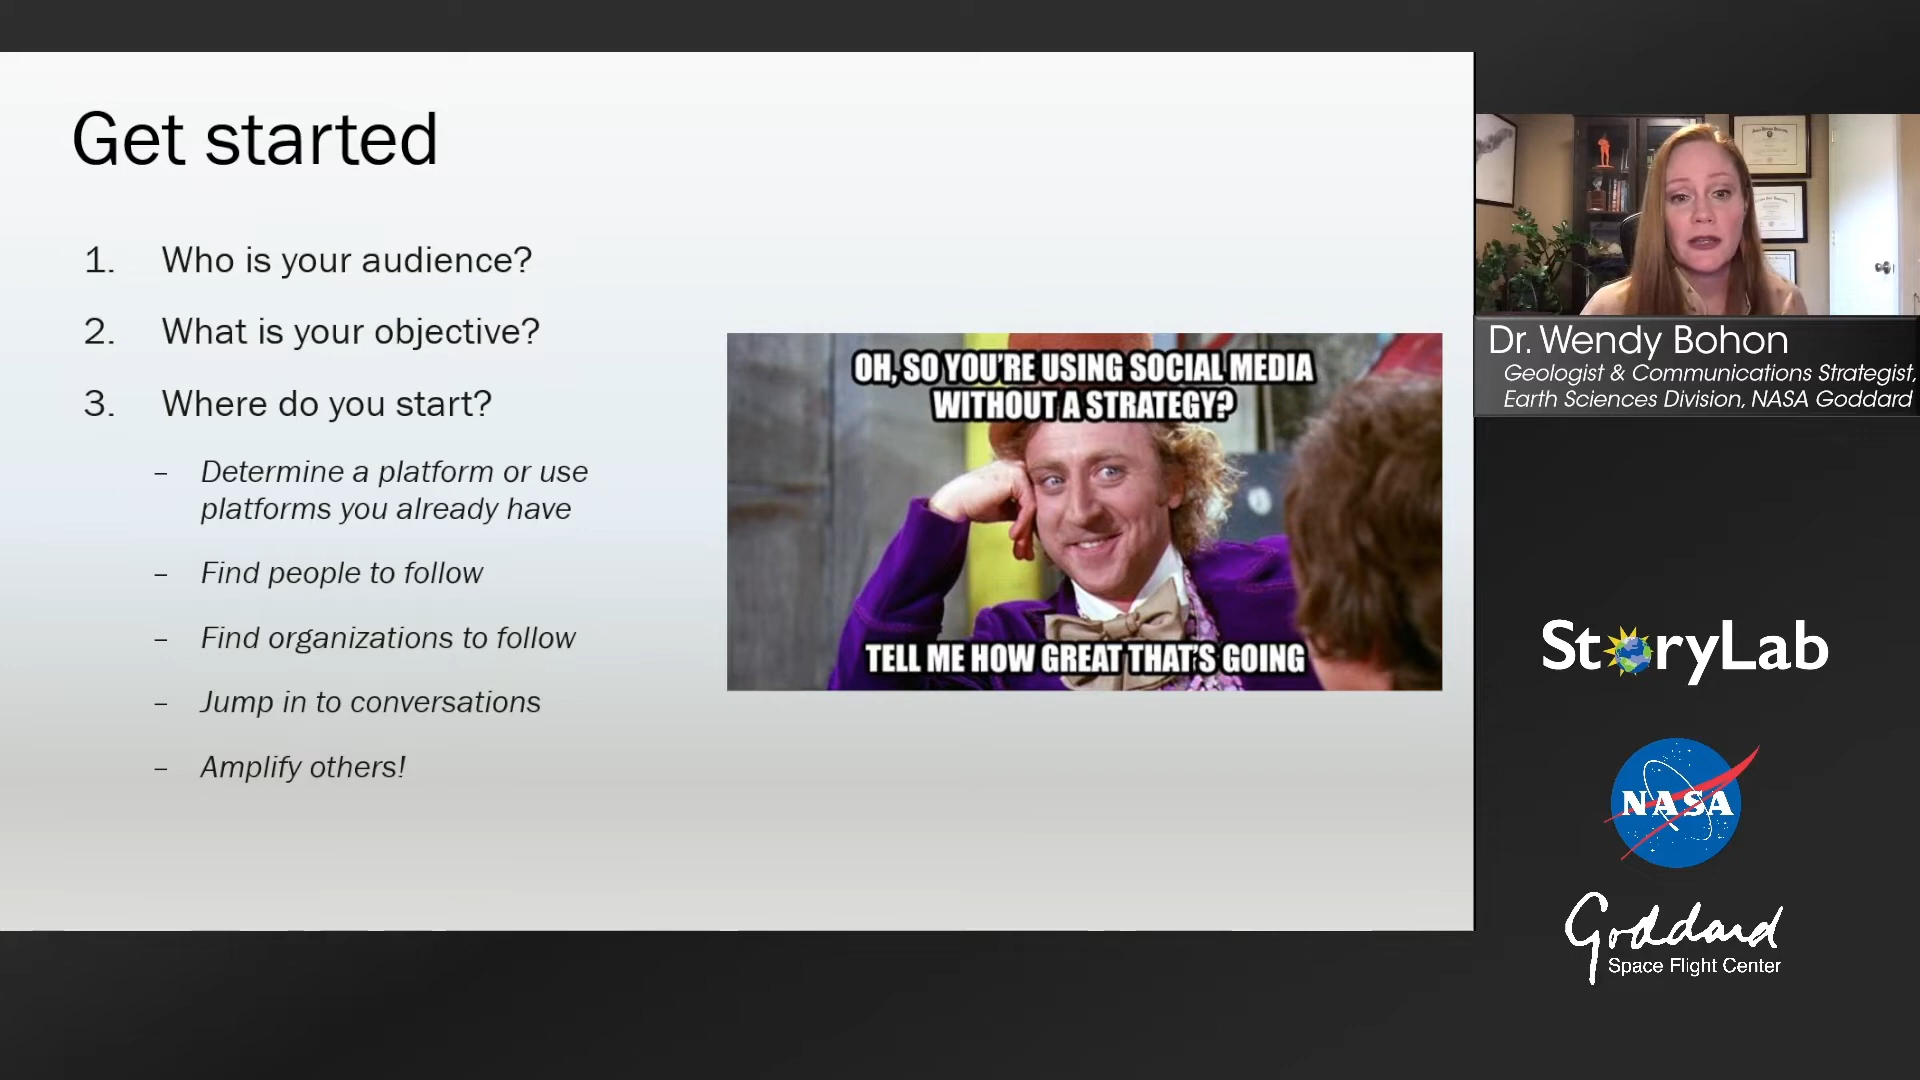 Get started
1. Who is your audience?
2. What is your objective?
3. Where do you start?
– Determine a platform or use
platforms you already have
– Find people to follow
– Find organizations to follow
– Jump in to conversations
– Amplify others!
OH, SO YOU'RE USING SOCIAL MEDIA
WITHOUT A STRATEGY?
TELL ME HOW GREAT THAT'S GOING
Dr. Wendy Bohon
Geologist & Communications Strategist,
Earth Sciences Division, NASA Goddard
StoryLab
NASA
Goddard
Space Flight Center